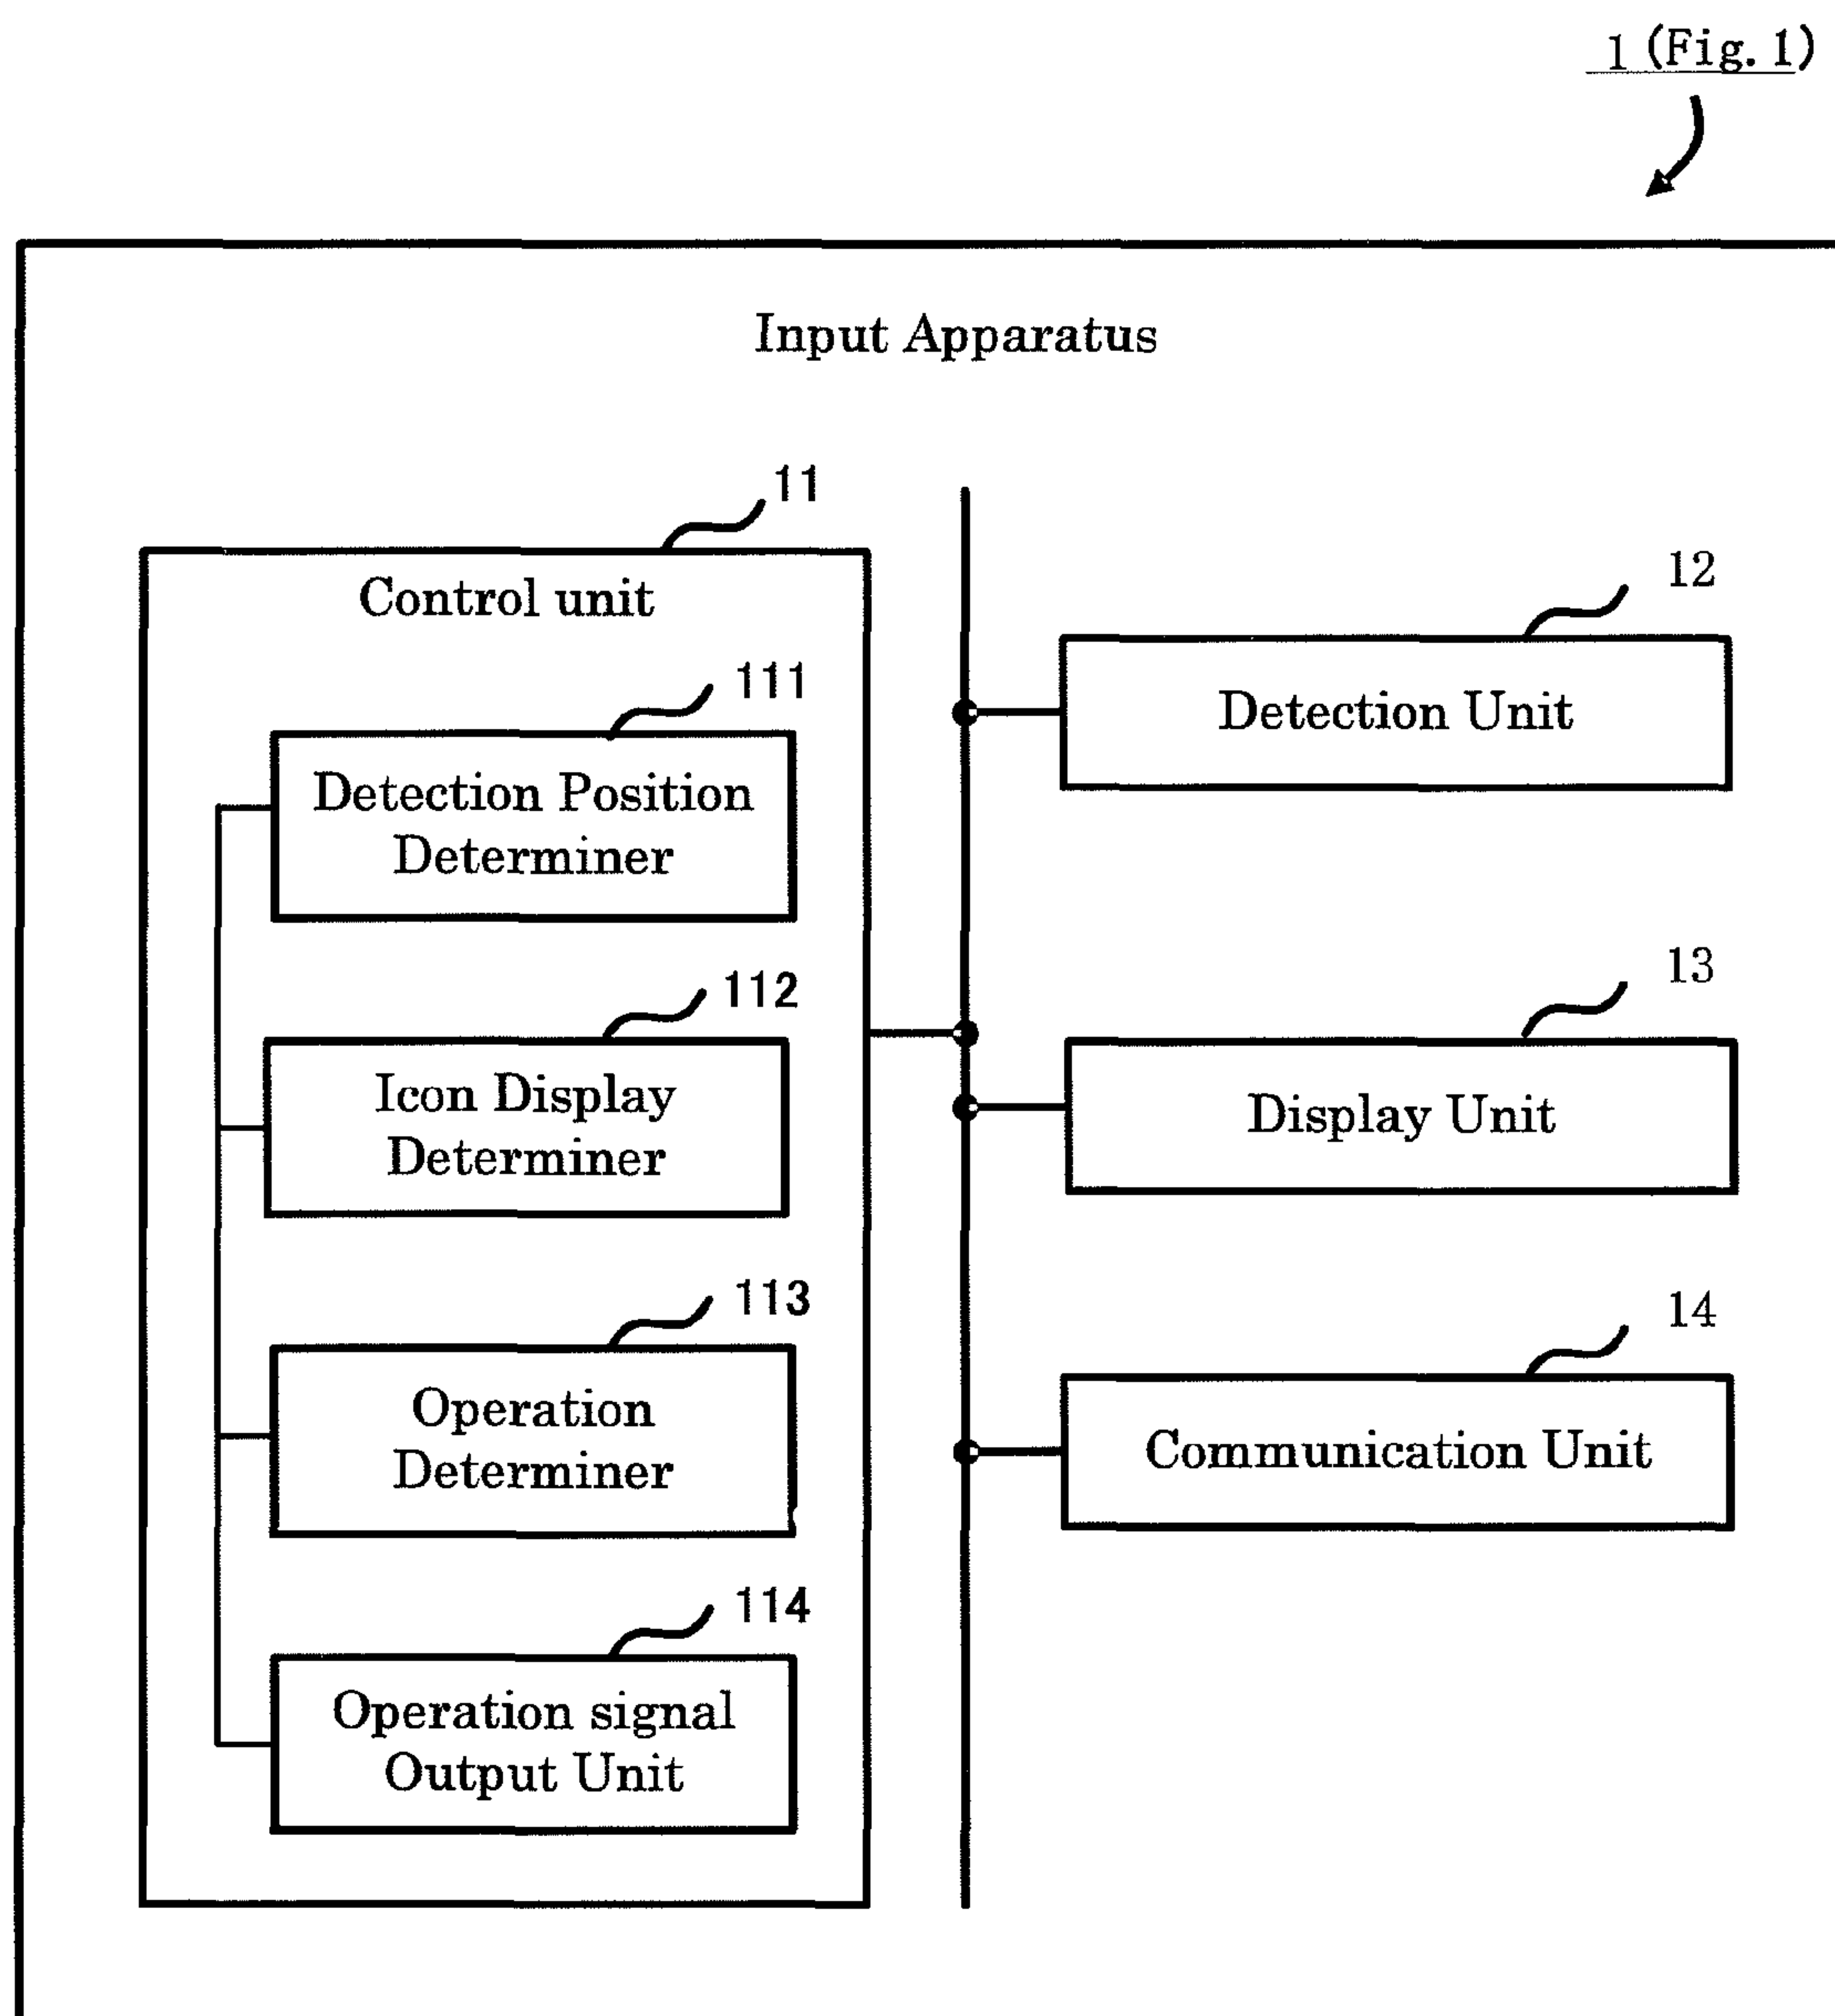 1 (Fig. 1)
Input Apparatus
11
Control unit
111
Detection Position
Determiner
112
Icon Display
Determiner
113
Operation
Determiner
114
Operation signal
Output Unit
12
Detection Unit
13
Display Unit
14
Communication Unit